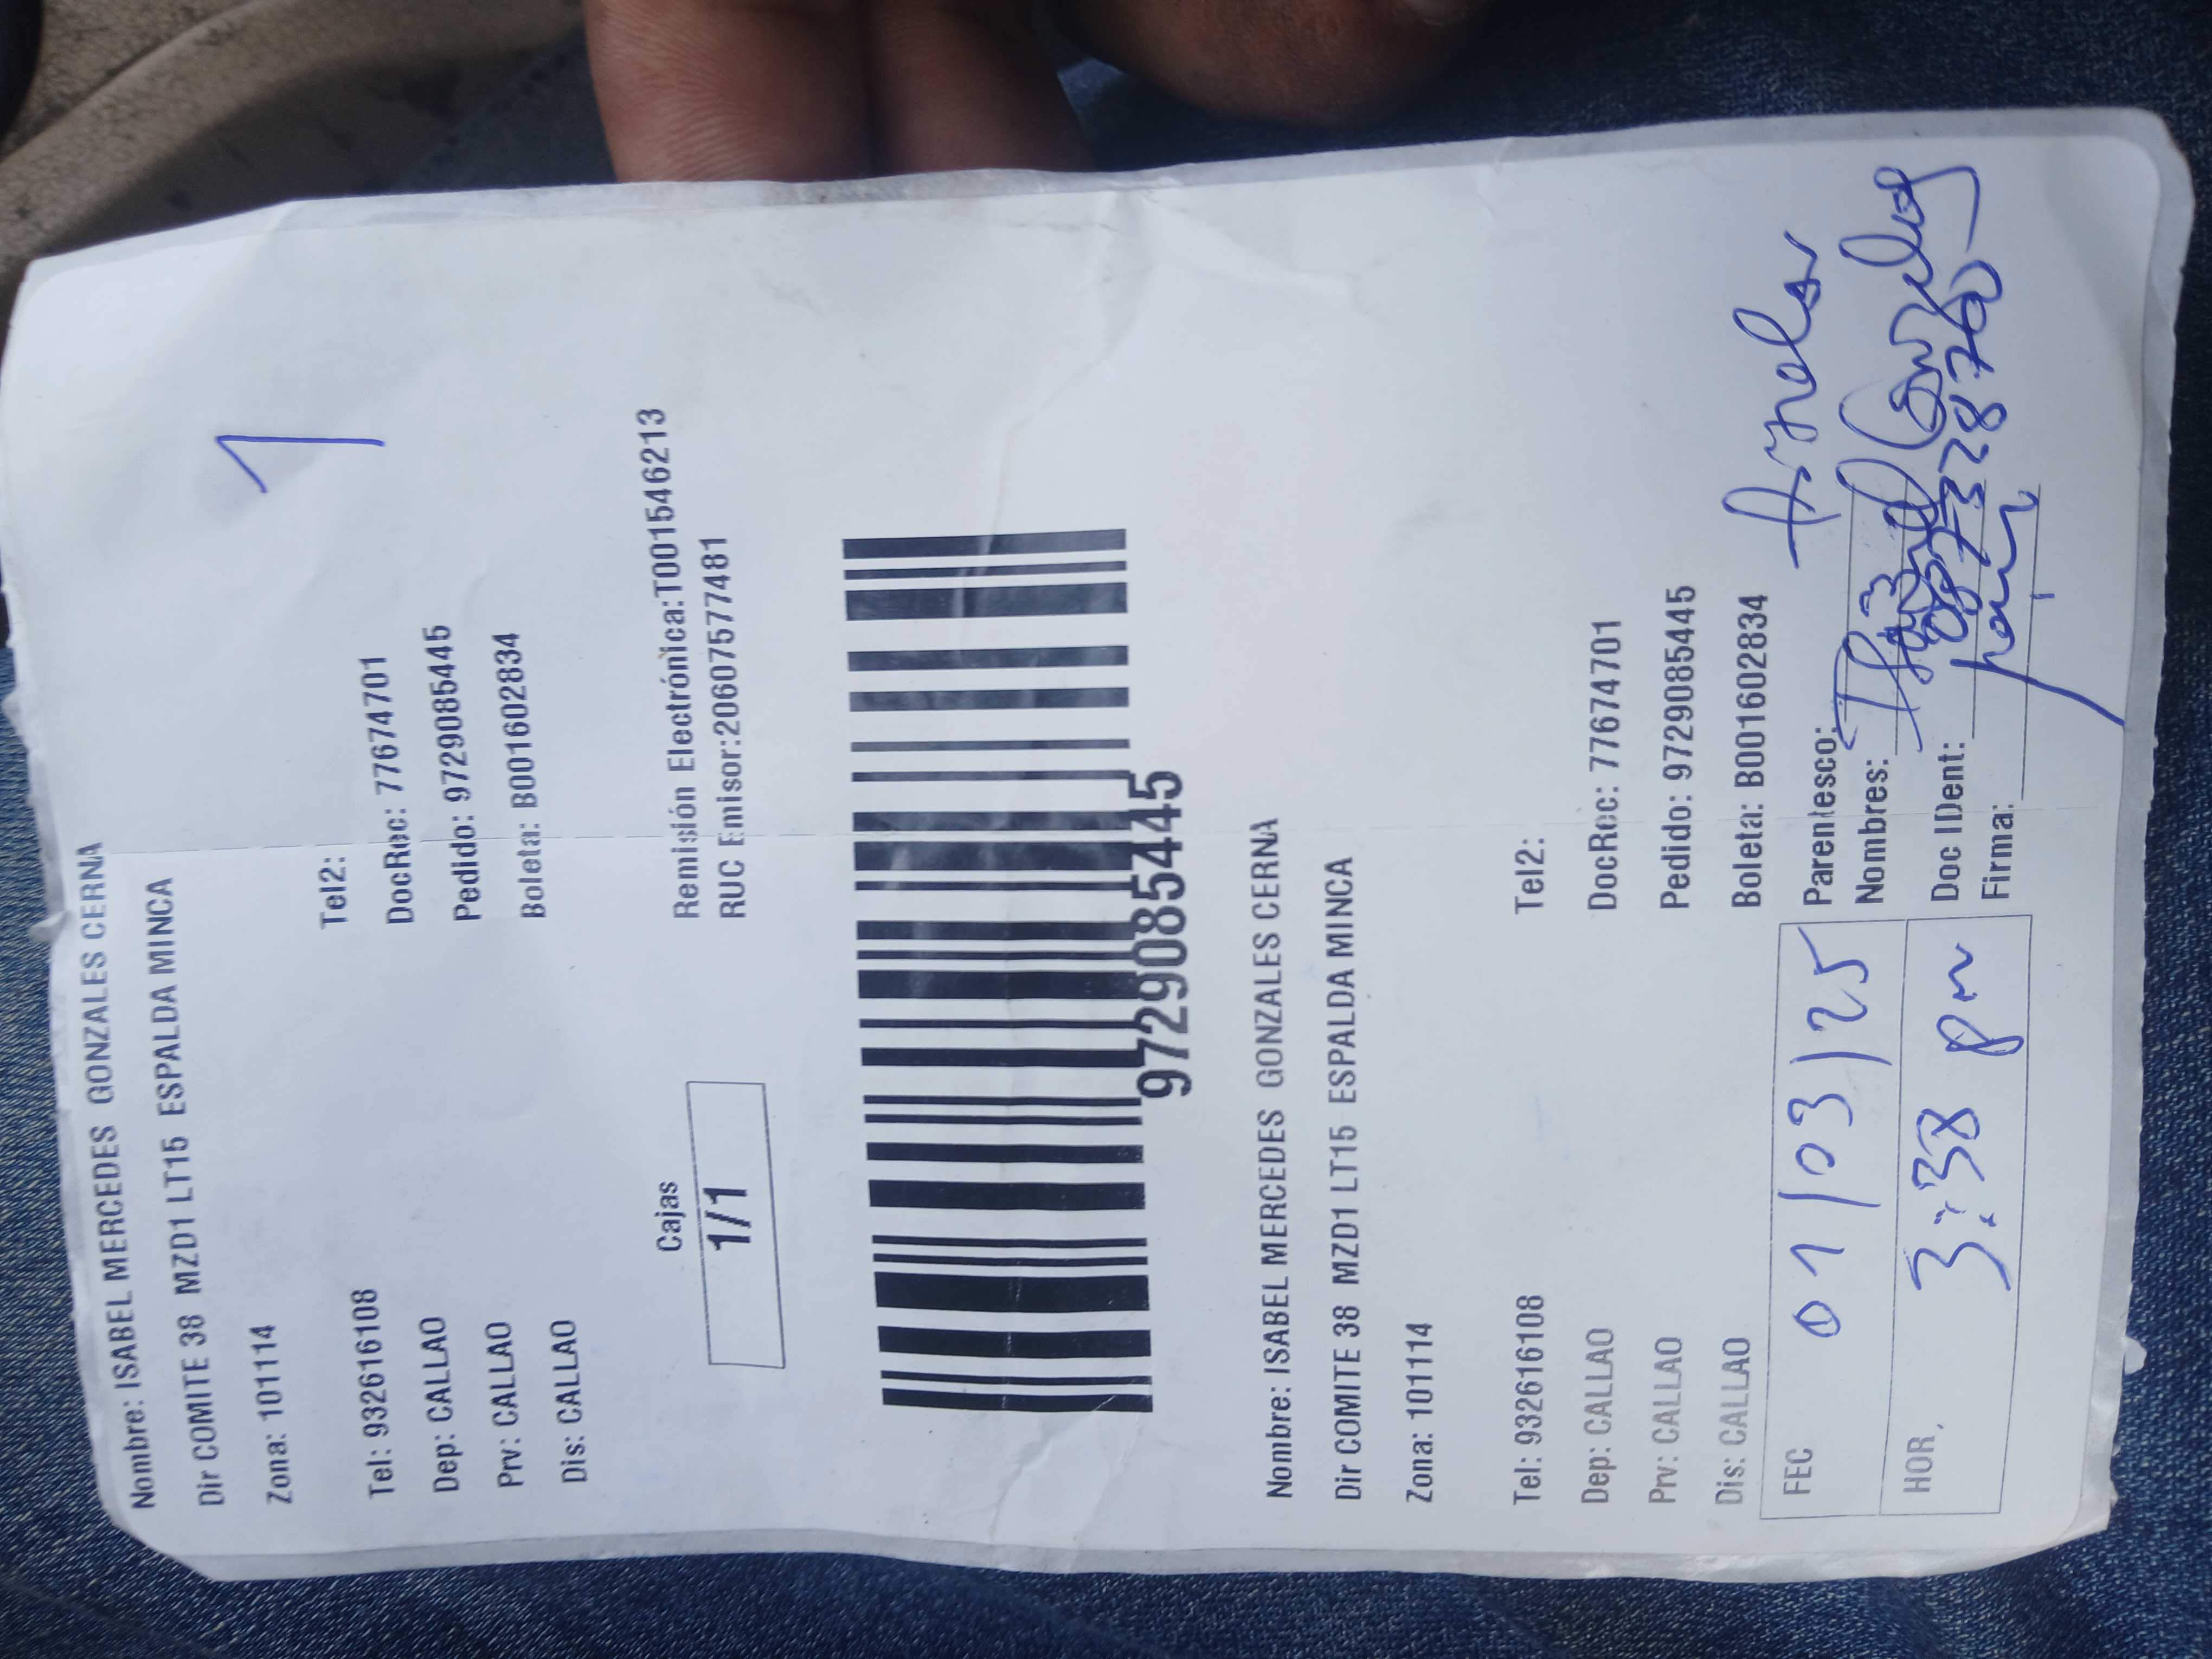 1
Nombre: ISABEL MERCEDES GONZALES CERNA
Dir COMITE 38 MZD1 LT15 ESPALDA MINCA
Zona: 101114
Tel: 932616108 Tel2:
Dep: CALLAO DocRec: 77674701
Prv: CALLAO Pedido: 9729085445
Dis: CALLAO Boleta: B001602834
Cajas Remisión Electrónica:T001546213
1/1 RUC Emisor:20607577481
9729085445
Nombre: ISABEL MERCEDES GONZALES CERNA
Dir COMITE 38 MZD1 LT15 ESPALDA MINCA
Zona: 101114
Tel: 932616108 Tel2:
Dep: CALLAO DocRec: 77674701
Prv: CALLAO Pedido: 9729085445
Dis: CALLAO Boleta: B001602834
FEC 01/03/25 Parentesco:
Nombres:
HOR. 3:38 pm Doc IDent:
Firma: